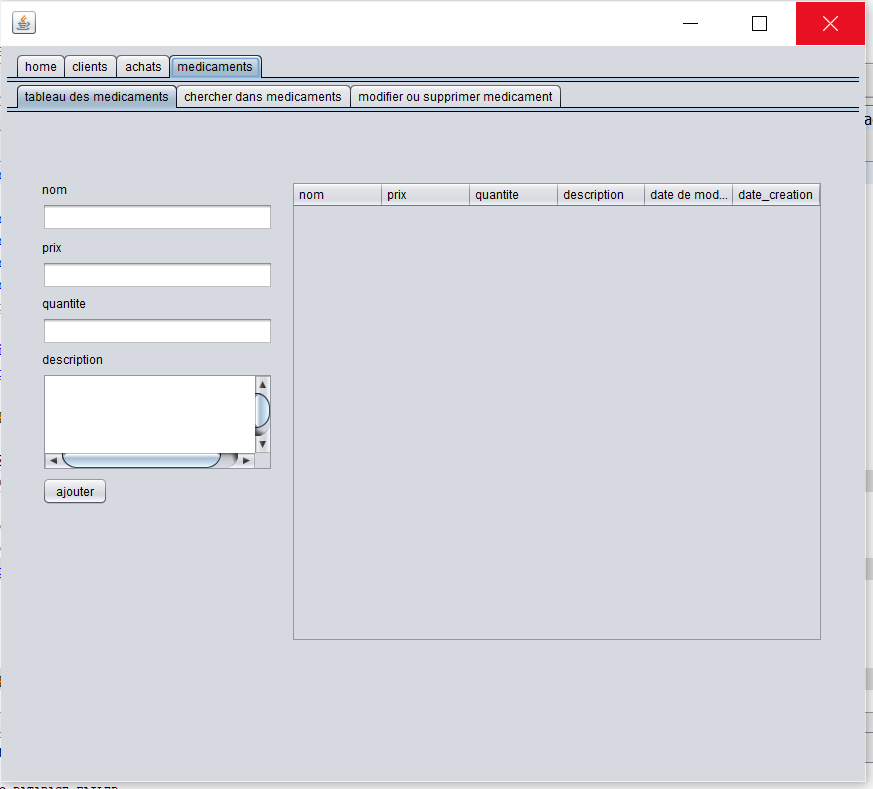 home clients achats medicaments
tableau des medicaments chercher dans medicaments modifier ou supprimer medicament
nom
prix
quantite
description
ajouter
nom prix quantite description date de mod... date_creation